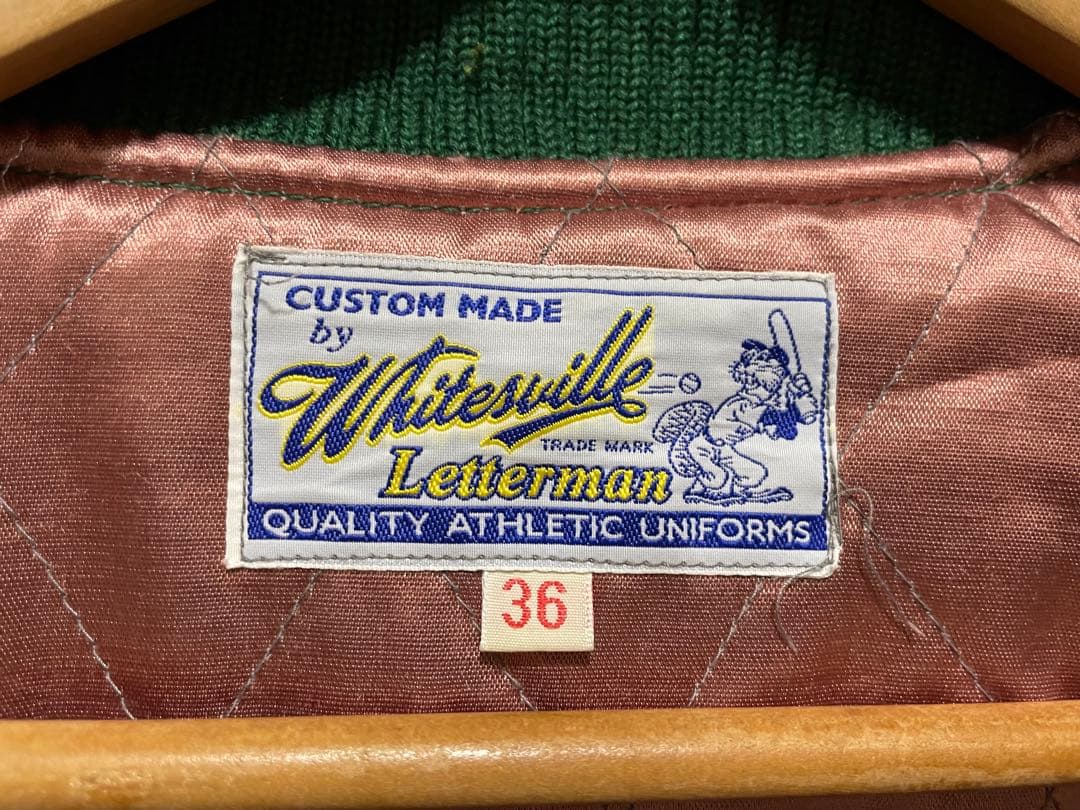 CUSTOM MADE
by
Whitesville
TRADE MARK
Letterman
QUALITY ATHLETIC UNIFORMS
36